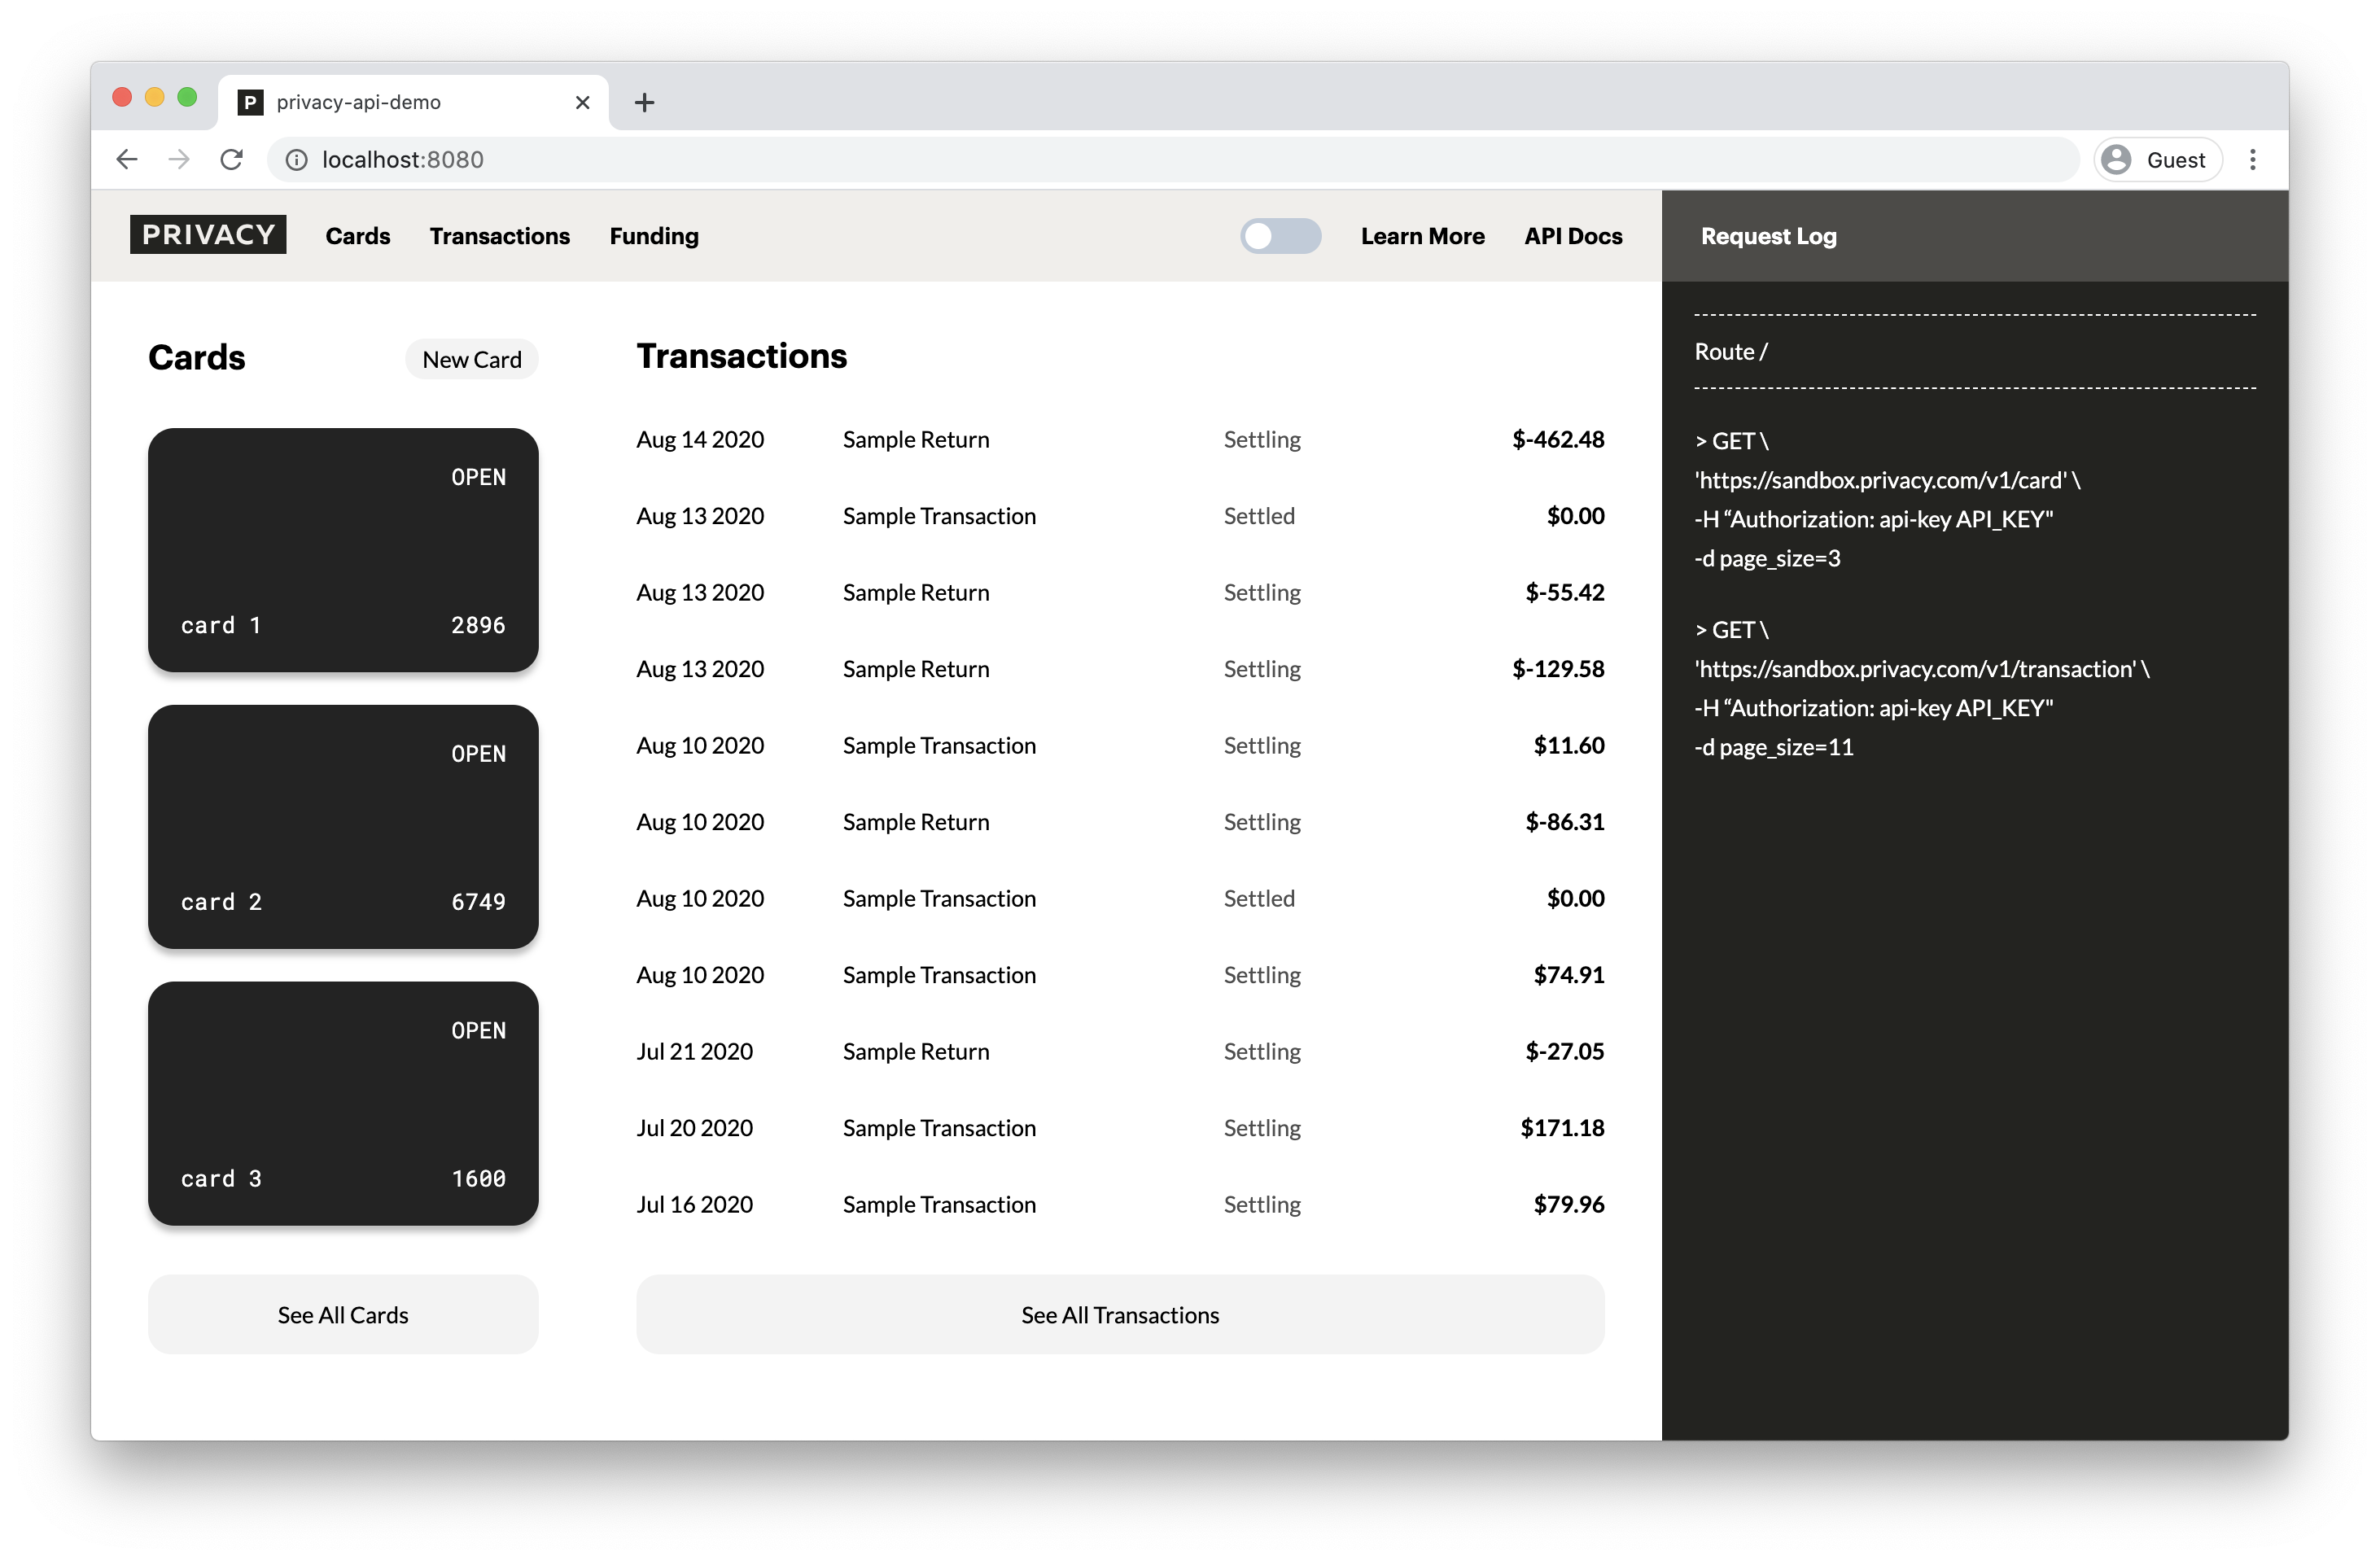 P privacy-api-demo
localhost:8080
Guest
PRIVACY Cards Transactions Funding Learn More API Docs
Cards New Card
OPEN
card 1 2896
OPEN
card 2 6749
OPEN
card 3 1600
See All Cards
Transactions
Aug 14 2020 Sample Return Settling $-462.48
Aug 13 2020 Sample Transaction Settled $0.00
Aug 13 2020 Sample Return Settling $-55.42
Aug 13 2020 Sample Return Settling $-129.58
Aug 10 2020 Sample Transaction Settling $11.60
Aug 10 2020 Sample Return Settling $-86.31
Aug 10 2020 Sample Transaction Settled $0.00
Aug 10 2020 Sample Transaction Settling $74.91
Jul 21 2020 Sample Return Settling $-27.05
Jul 20 2020 Sample Transaction Settling $171.18
Jul 16 2020 Sample Transaction Settling $79.96
See All Transactions
Request Log
Route /
> GET \
'https://sandbox.privacy.com/v1/card' \
-H “Authorization: api-key API_KEY"
-d page_size=3
> GET \
'https://sandbox.privacy.com/v1/transaction' \
-H “Authorization: api-key API_KEY"
-d page_size=11